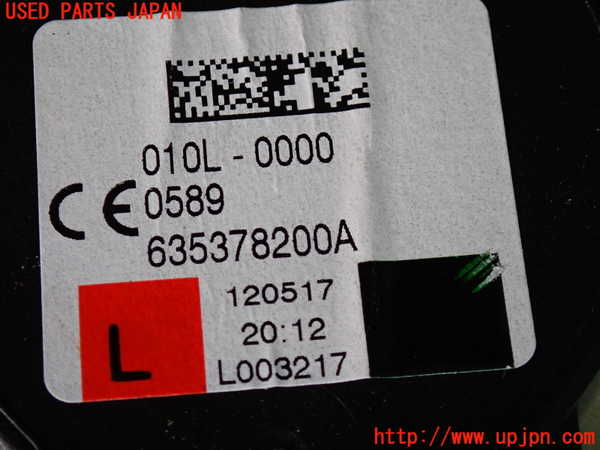 USED PARTS JAPAN
010L-0000
CE 0589
635378200A
120517
L
20:12
L003217
http://www.upjpn.com/